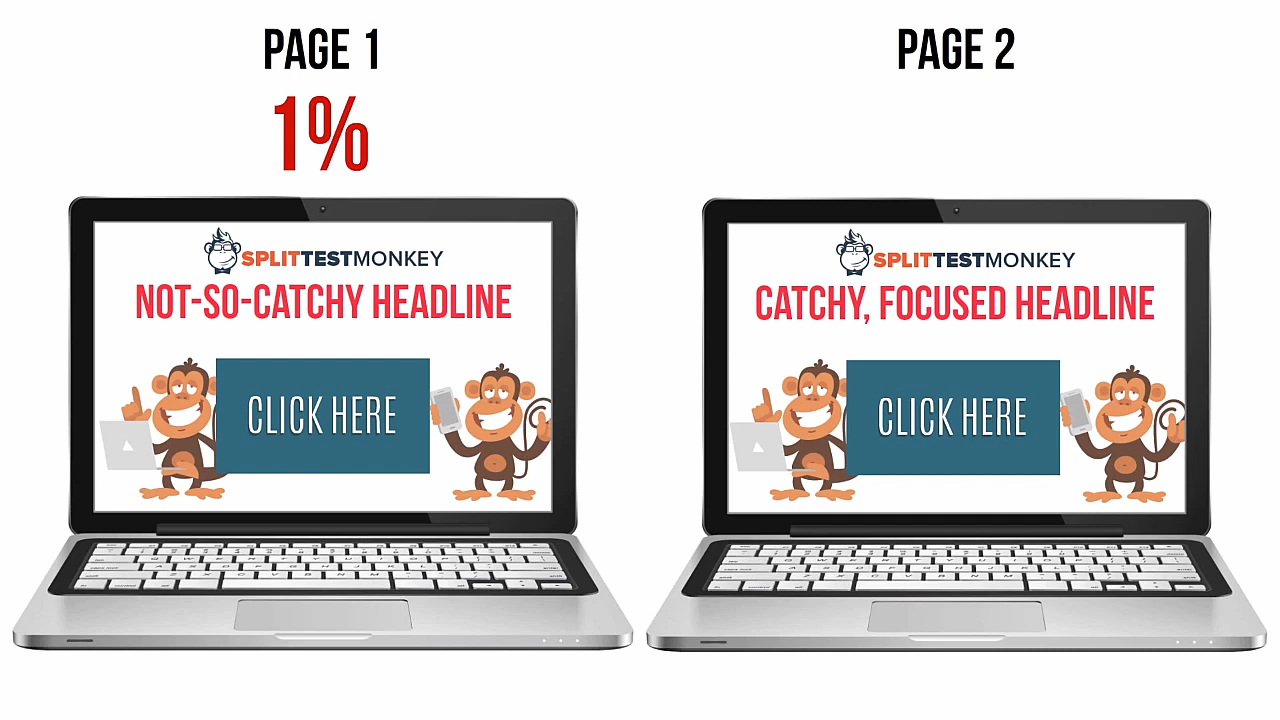 PAGE 1
1%
SPLITTESTMONKEY
NOT-SO-CATCHY HEADLINE
CLICK HERE
PAGE 2
SPLITTESTMONKEY
CATCHY, FOCUSED HEADLINE
CLICK HERE